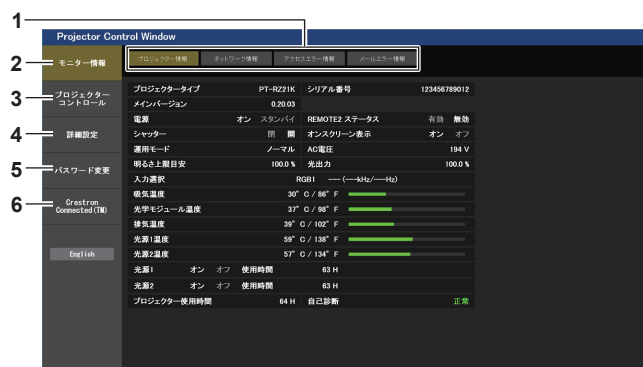 1
Projector Control Window
2
モニター情報
プロジェクター情報 ネットワーク情報 アクセスエラー情報 メールエラー情報
3
プロジェクター
コントロール
4
詳細設定
5
パスワード変更
6
Crestron
Connected(TM)
English
プロジェクタータイプ PT-RZ21K シリアル番号 123456789012
メインバージョン 0.20.03
電源 オン スタンバイ REMOTE2 ステータス 有効 無効
シャッター 閉 開 オンスクリーン表示 オン オフ
運用モード ノーマル AC電圧 194 V
明るさ上限目安 100.0 % 光出力 100.0 %
入力選択 RGB1 --- (---kHz/---Hz)
吸気温度 30° C / 86° F
光学モジュール温度 37° C / 98° F
排気温度 39° C / 102° F
光源1温度 59° C / 138° F
光源2温度 57° C / 134° F
光源1 オン オフ 使用時間 63 H
光源2 オン オフ 使用時間 63 H
プロジェクター使用時間 64 H 自己診断 正常